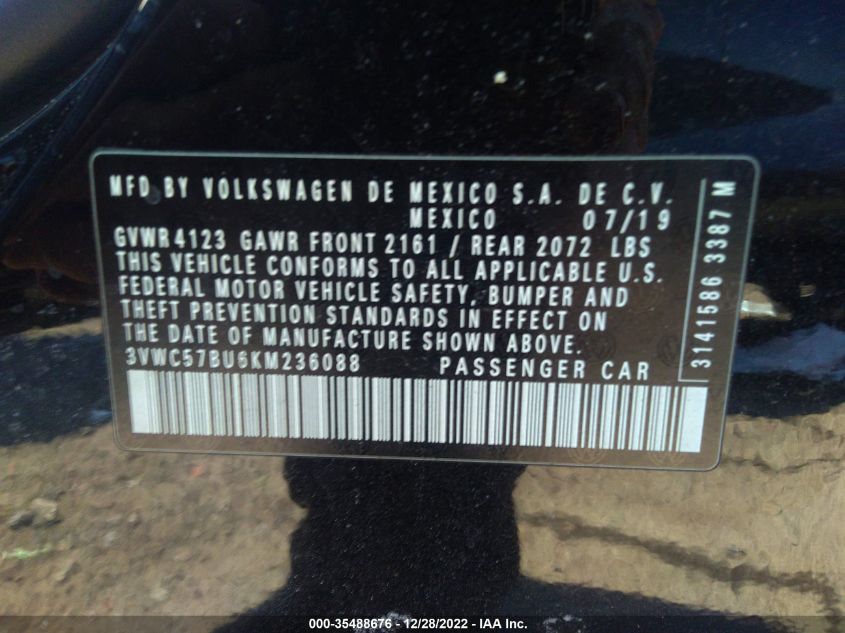 MFD BY VOLKSWAGEN DE MEXICO S.A. DE C.V.
MEXICO 07/19
GVWR 4123 GAWR FRONT 2161 / REAR 2072 LBS
THIS VEHICLE CONFORMS TO ALL APPLICABLE U.S.
FEDERAL MOTOR VEHICLE SAFETY, BUMPER AND
THEFT PREVENTION STANDARDS IN EFFECT ON
THE DATE OF MANUFACTURE SHOWN ABOVE.
3VWC57BU6KM236088 PASSENGER CAR
3141586 3387 M
000-35488676 - 12/28/2022 - IAA Inc.